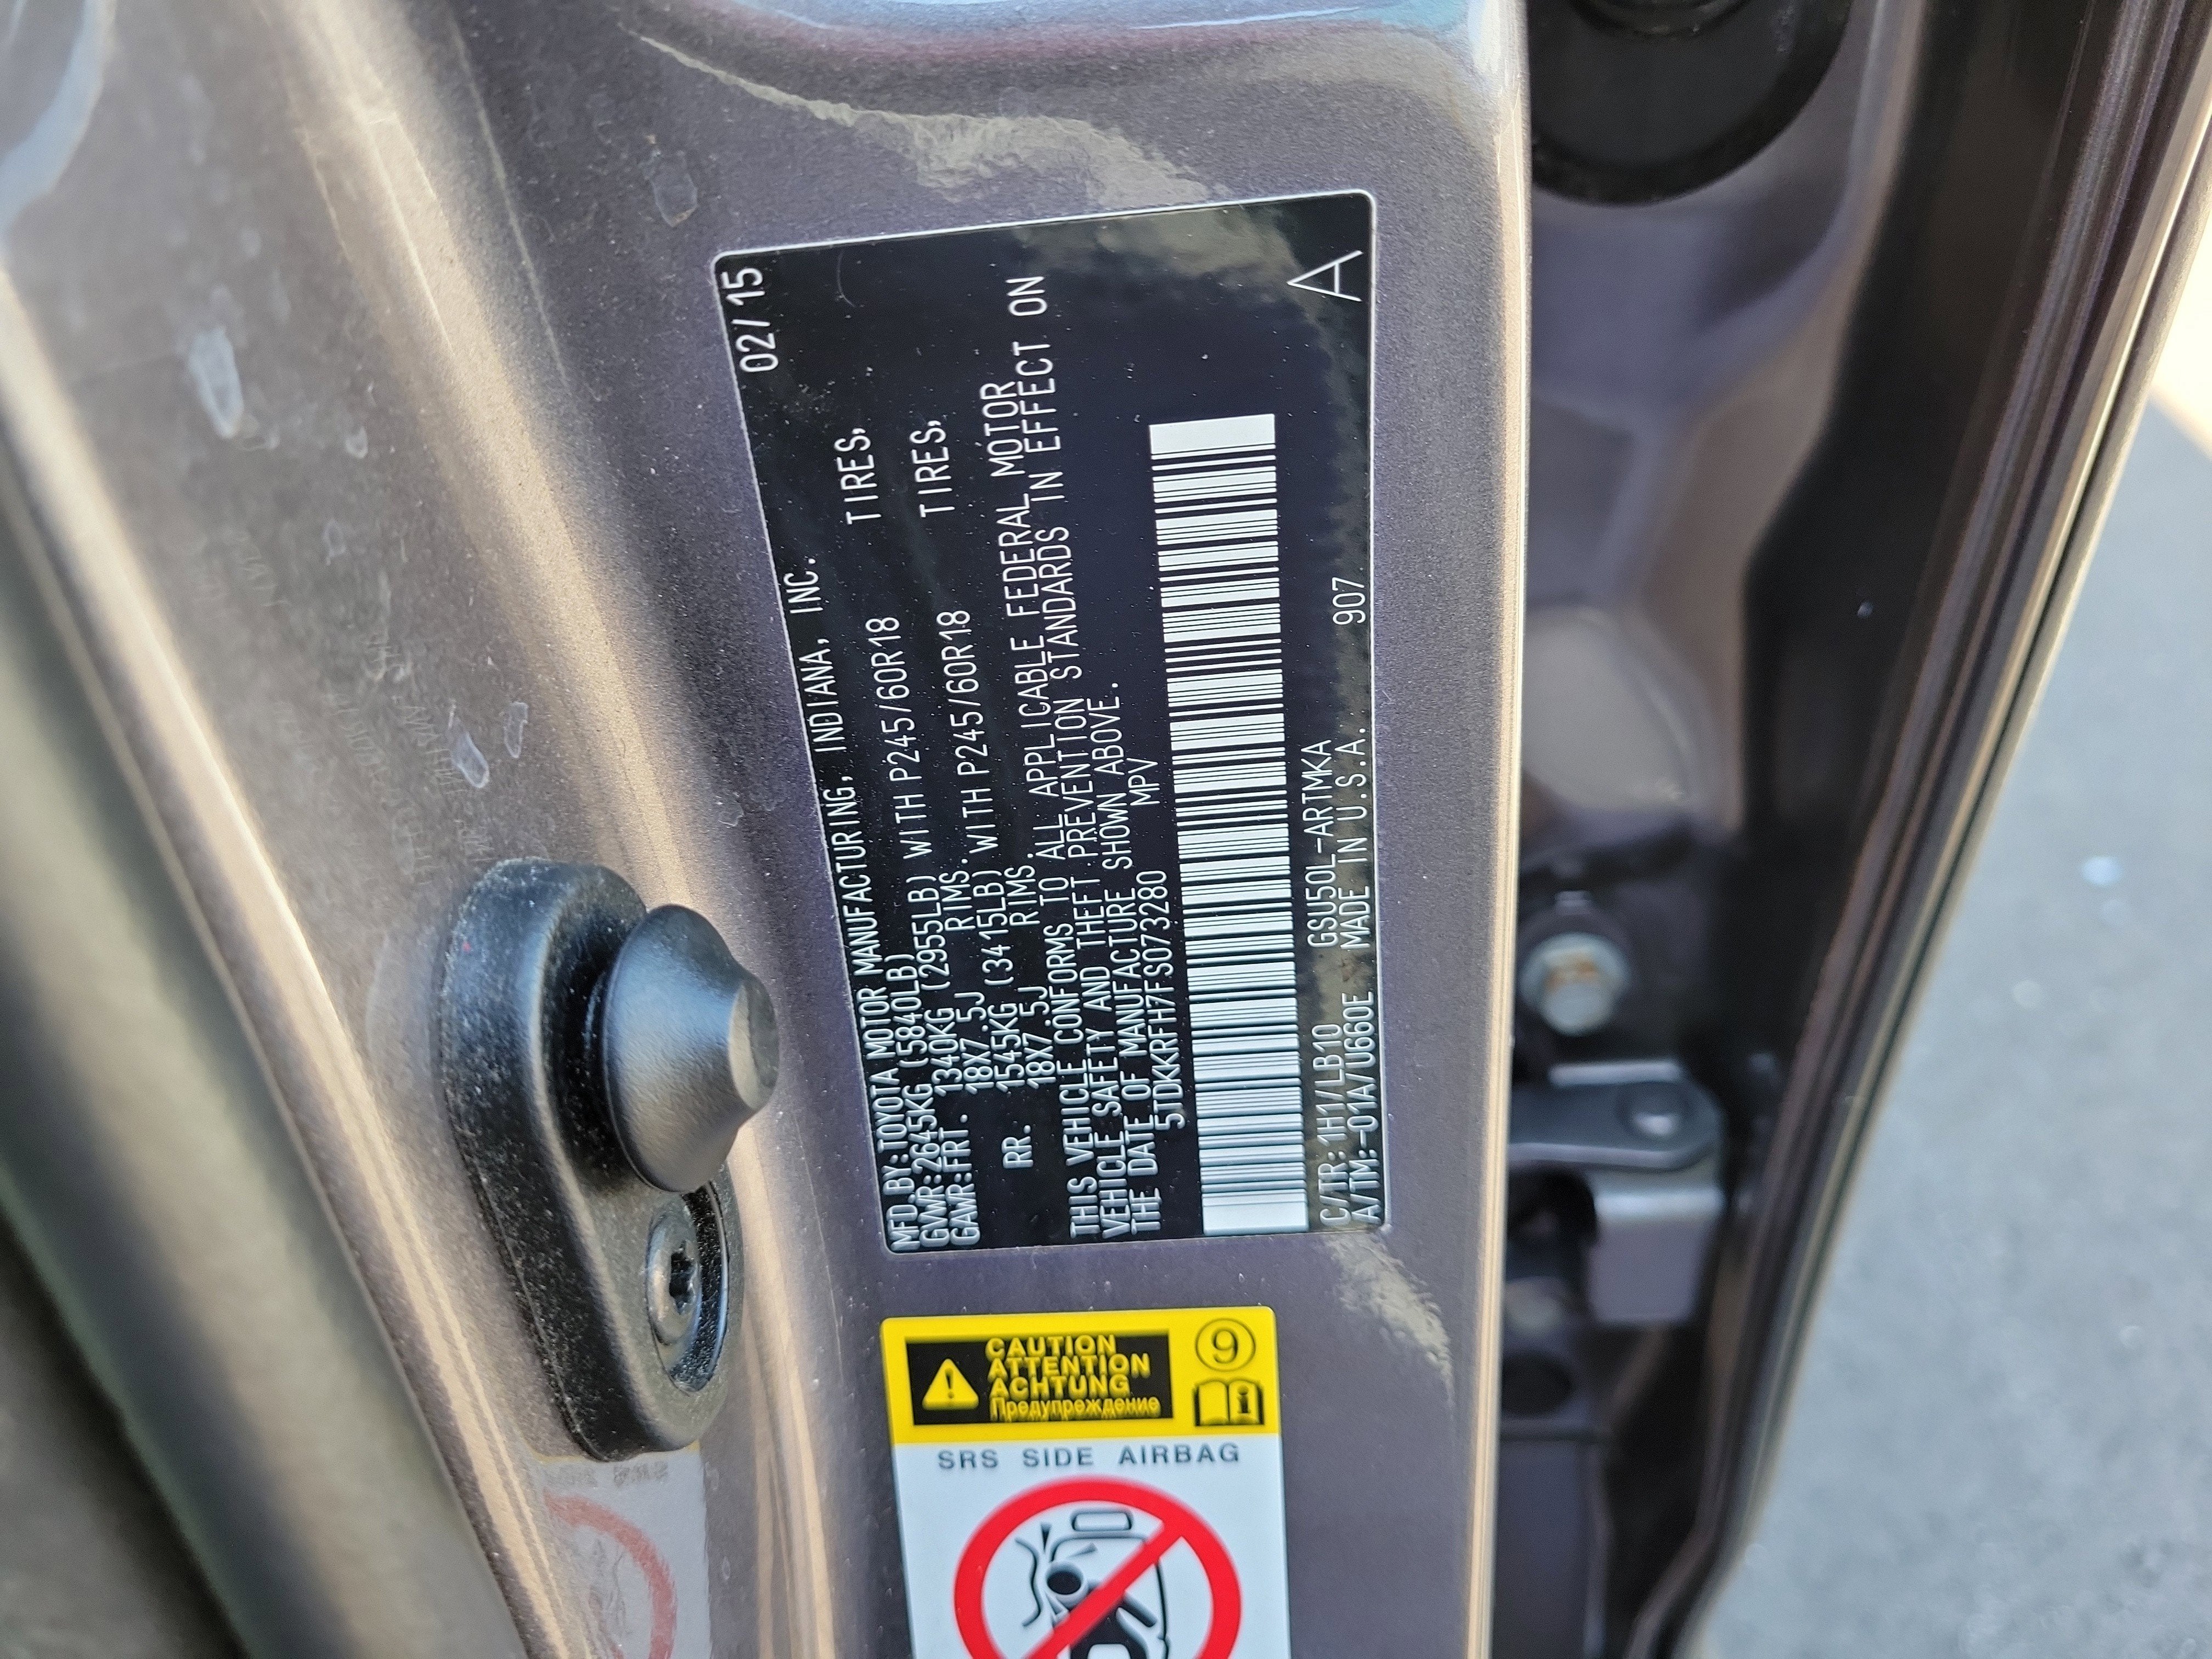 02/15
MFD.BY:TOYOTA MOTOR MANUFACTURING, INDIANA, INC.
GVWR:2645KG (5840LB)
GAWR:FRT. 1340KG (2955LB) WITH P245/60R18 TIRES,
18X7.5J RIMS.
RR. 1545KG (3415LB) WITH P245/60R18 TIRES,
18X7.5J RIMS.
THIS VEHICLE CONFORMS TO ALL APPLICABLE FEDERAL MOTOR
VEHICLE SAFETY AND THEFT PREVENTION STANDARDS IN EFFECT ON
THE DATE OF MANUFACTURE SHOWN ABOVE.
5TDKKRFH7FS073280 MPV
C/TR:1H1/LB10 GSU50L-ARTMKA
A/TM:-01A/U660E MADE IN U.S.A. 907
A
CAUTION
ATTENTION
ACHTUNG
Предупреждение
9
i
SRS SIDE AIRBAG